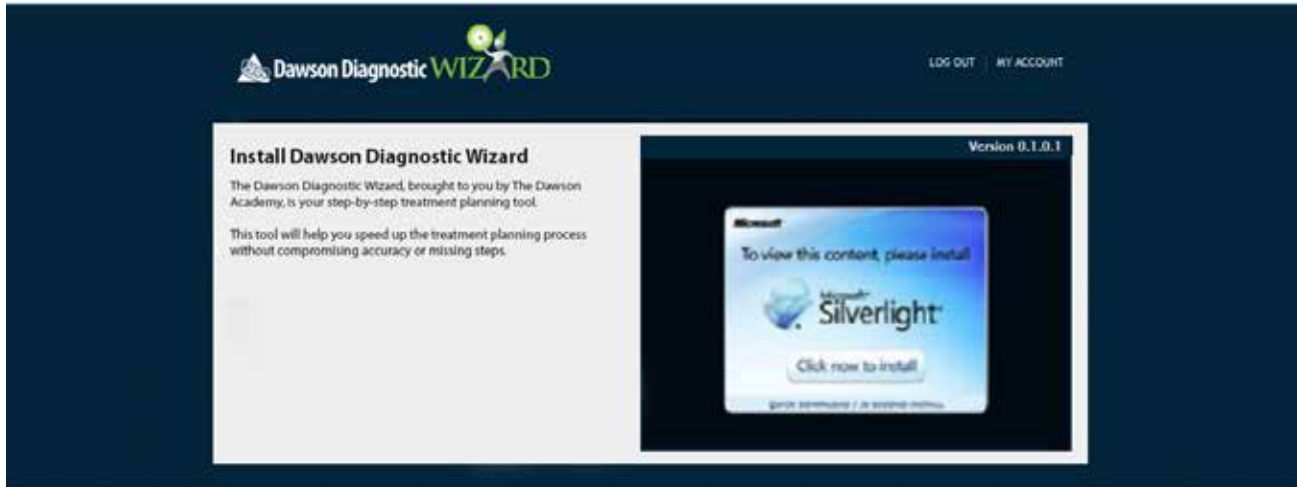 Dawson Diagnostic WIZARD
LOG OUT | MY ACCOUNT
Install Dawson Diagnostic Wizard
The Dawson Diagnostic Wizard, brought to you by The Dawson
Academy, is your step-by-step treatment planning tool.
This tool will help you speed up the treatment planning process
without compromising accuracy or missing steps.
Version 0.1.0.1
Microsoft
To view this content, please install
Microsoft
Silverlight
Click now to install